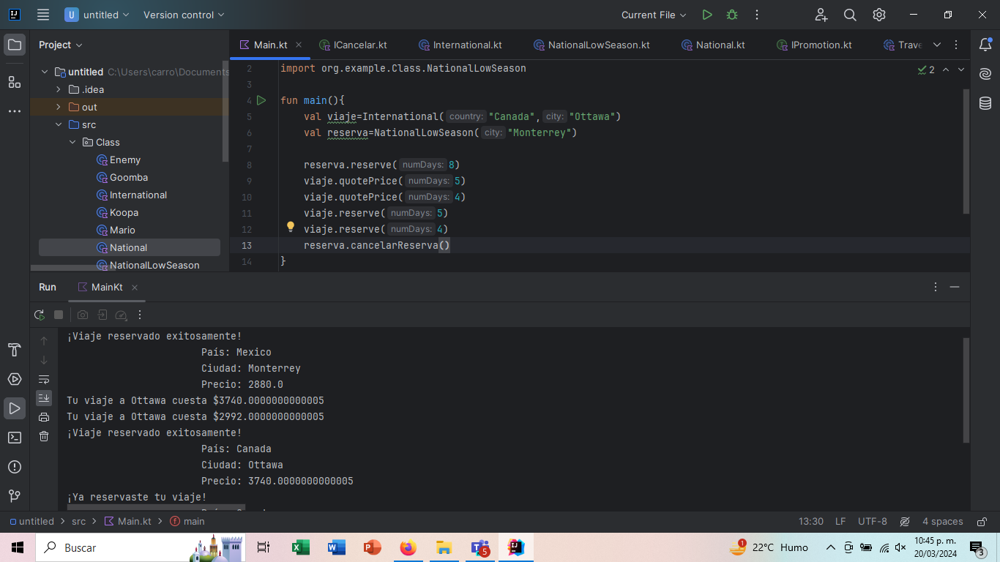 untitled
Version control
Current File
Project
Main.kt
ICancelar.kt
International.kt
NationalLowSeason.kt
National.kt
IPromotion.kt
Trave
untitled C:\Users\carro\Documents
.idea
out
src
Class
Enemy
Goomba
International
Koopa
Mario
National
NationalLowSeason
2 import org.example.Class.NationalLowSeason
2
3
4 fun main(){
5 val viaje=International( country: "Canada", city: "Ottawa")
6 val reserva=NationalLowSeason( city: "Monterrey")
7
8 reserva.reserve( numDays: 8)
9 viaje.quotePrice( numDays: 5)
10 viaje.quotePrice( numDays: 4)
11 viaje.reserve( numDays: 5)
12 viaje.reserve( numDays: 4)
13 reserva.cancelarReserva()
14 }
Run
MainKt
¡Viaje reservado exitosamente!
País: Mexico
Ciudad: Monterrey
Precio: 2880.0
Tu viaje a Ottawa cuesta $3740.0000000000005
Tu viaje a Ottawa cuesta $2992.0000000000005
¡Viaje reservado exitosamente!
País: Canada
Ciudad: Ottawa
Precio: 3740.0000000000005
¡Ya reservaste tu viaje!
untitled > src > Main.kt > main
13:30 LF UTF-8 4 spaces
Buscar
5
1
22°C Humo
10:45 p. m.
20/03/2024
3